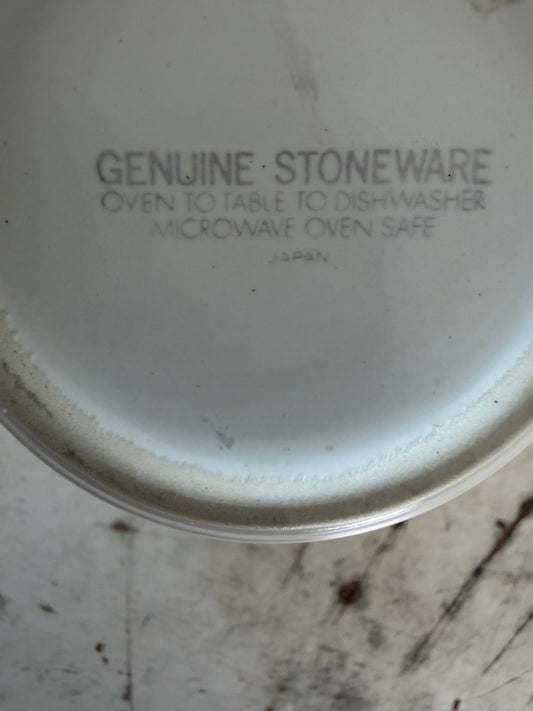 GENUINE STONEWARE
OVEN TO TABLE TO DISHWASHER
MICROWAVE OVEN SAFE
JAPAN